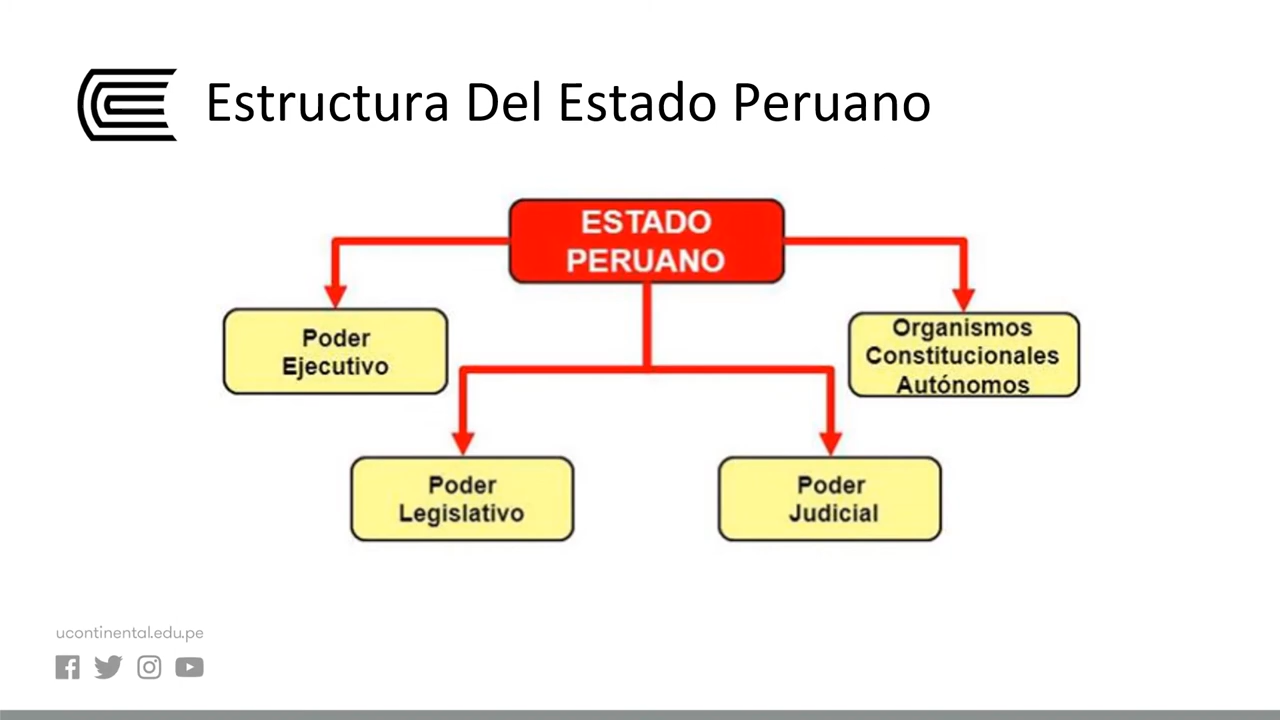 Estructura Del Estado Peruano
ESTADO
PERUANO
Poder
Ejecutivo
Organismos
Constitucionales
Autónomos
Poder
Legislativo
Poder
Judicial
ucontinental.edu.pe